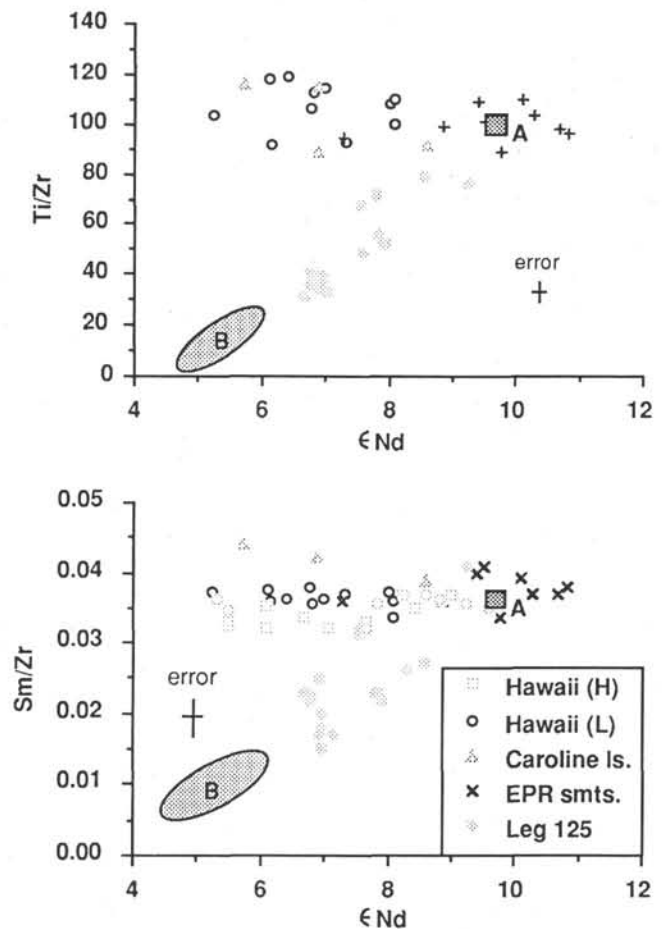 140
120
100
80
60
40
20
0
Ti/Zr
A
B
error
4
6
8
10
12
ϵ Nd
0.05
0.04
0.03
0.02
0.01
0.00
Sm/Zr
A
B
error
Hawaii (H)
Hawaii (L)
Caroline Is.
EPR smts.
Leg 125
4
6
8
10
12
ϵ Nd